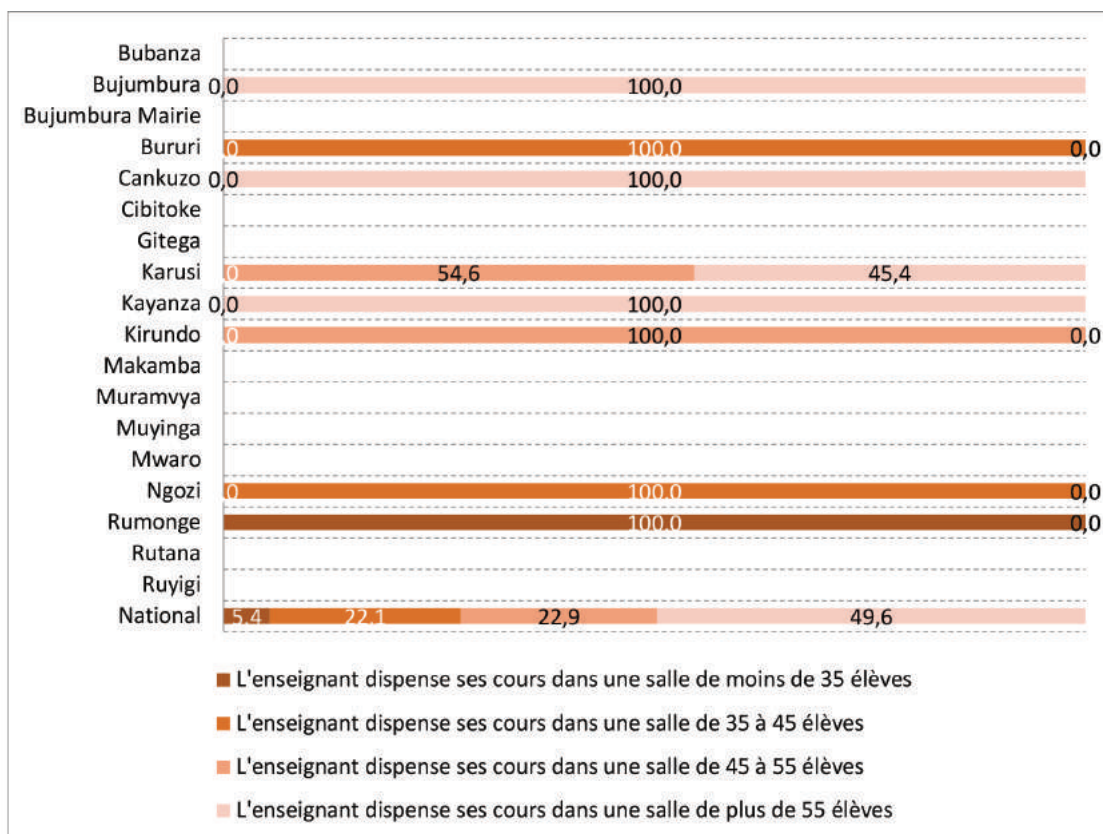 Bubanza
Bujumbura 0,0 100,0
Bujumbura Mairie
Bururi ,0 100,0 0,0
Cankuzo 0,0 100,0
Cibitoke
Gitega
Karusi ,0 54,6 45,4
Kayanza 0,0 100,0
Kirundo ,0 100,0 0,0
Makamba
Muramvya
Muyinga
Mwaro
Ngozi ,0 100,0 0,0
Rumonge 100,0 0,0
Rutana
Ruyigi
National 5,4 22,1 22,9 49,6
L'enseignant dispense ses cours dans une salle de moins de 35 élèves
L'enseignant dispense ses cours dans une salle de 35 à 45 élèves
L'enseignant dispense ses cours dans une salle de 45 à 55 élèves
L'enseignant dispense ses cours dans une salle de plus de 55 élèves